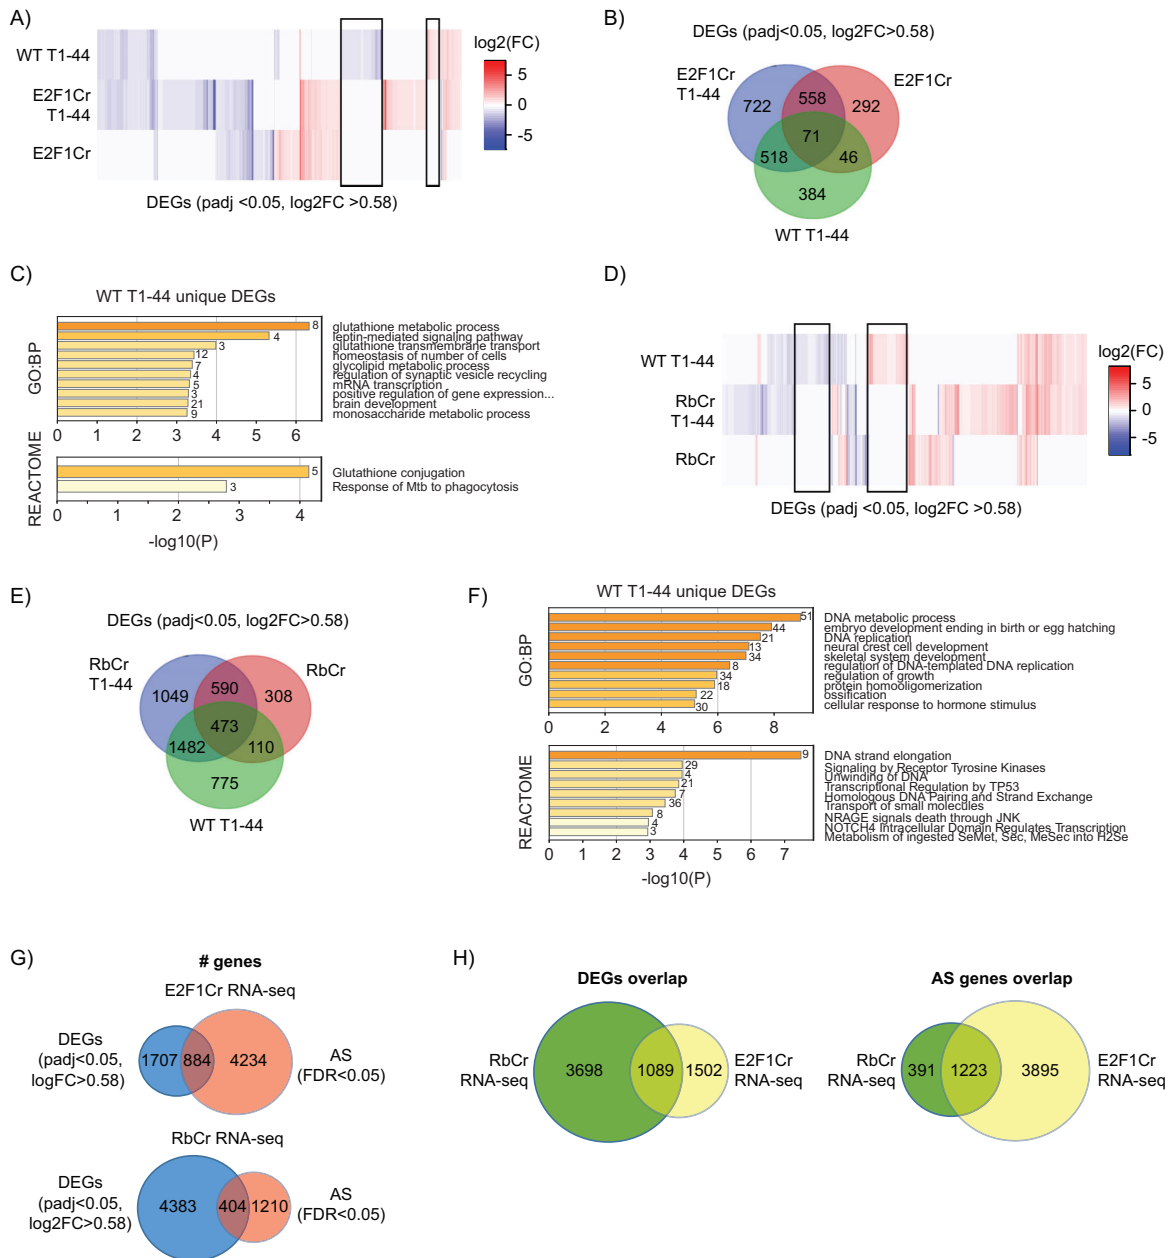 A)
WT T1-44
E2F1Cr
T1-44
E2F1Cr
log2(FC)
5
0
-5
DEGs (padj <0.05, log2FC >0.58)
B)
DEGs (padj<0.05, log2FC>0.58)
E2F1Cr
T1-44
E2F1Cr
722
558
292
71
518
46
384
WT T1-44
C)
WT T1-44 unique DEGs
GO:BP
8
glutathione metabolic process
4
leptin-mediated signaling pathway
3
glutathione transmembrane transport
12
homeostasis of number of cells
7
glycolipid metabolic process
4
regulation of synaptic vesicle recycling
5
mRNA transcription
3
positive regulation of gene expression...
21
brain development
9
monosaccharide metabolic process
0 1 2 3 4 5 6
REACTOME
5
Glutathione conjugation
3
Response of Mtb to phagocytosis
0 1 2 3 4
-log10(P)
D)
WT T1-44
RbCr
T1-44
RbCr
log2(FC)
5
0
-5
DEGs (padj <0.05, log2FC >0.58)
E)
DEGs (padj<0.05, log2FC>0.58)
RbCr
T1-44
RbCr
1049
590
308
473
1482
110
775
WT T1-44
F)
WT T1-44 unique DEGs
GO:BP
51
DNA metabolic process
44
embryo development ending in birth or egg hatching
21
DNA replication
13
neural crest cell development
34
skeletal system development
8
regulation of DNA-templated DNA replication
34
regulation of growth
18
protein homooligomerization
22
ossification
30
cellular response to hormone stimulus
0 2 4 6 8
REACTOME
9
DNA strand elongation
29
Signaling by Receptor Tyrosine Kinases
4
Unwinding of DNA
21
Transcriptional Regulation by TP53
7
Homologous DNA Pairing and Strand Exchange
36
Transport of small molecules
8
NRAGE signals death through JNK
4
NOTCH4 Intracellular Domain Regulates Transcription
3
Metabolism of ingested SeMet, Sec, MeSec into H2Se
0 1 2 3 4 5 6 7
-log10(P)
G)
# genes
E2F1Cr RNA-seq
DEGs
(padj<0.05,
logFC>0.58)
1707
884
4234
AS
(FDR<0.05)
RbCr RNA-seq
DEGs
(padj<0.05,
log2FC>0.58)
4383
404
1210
AS
(FDR<0.05)
H)
DEGs overlap
RbCr
RNA-seq
3698
1089
1502
E2F1Cr
RNA-seq
AS genes overlap
RbCr
RNA-seq
391
1223
3895
E2F1Cr
RNA-seq